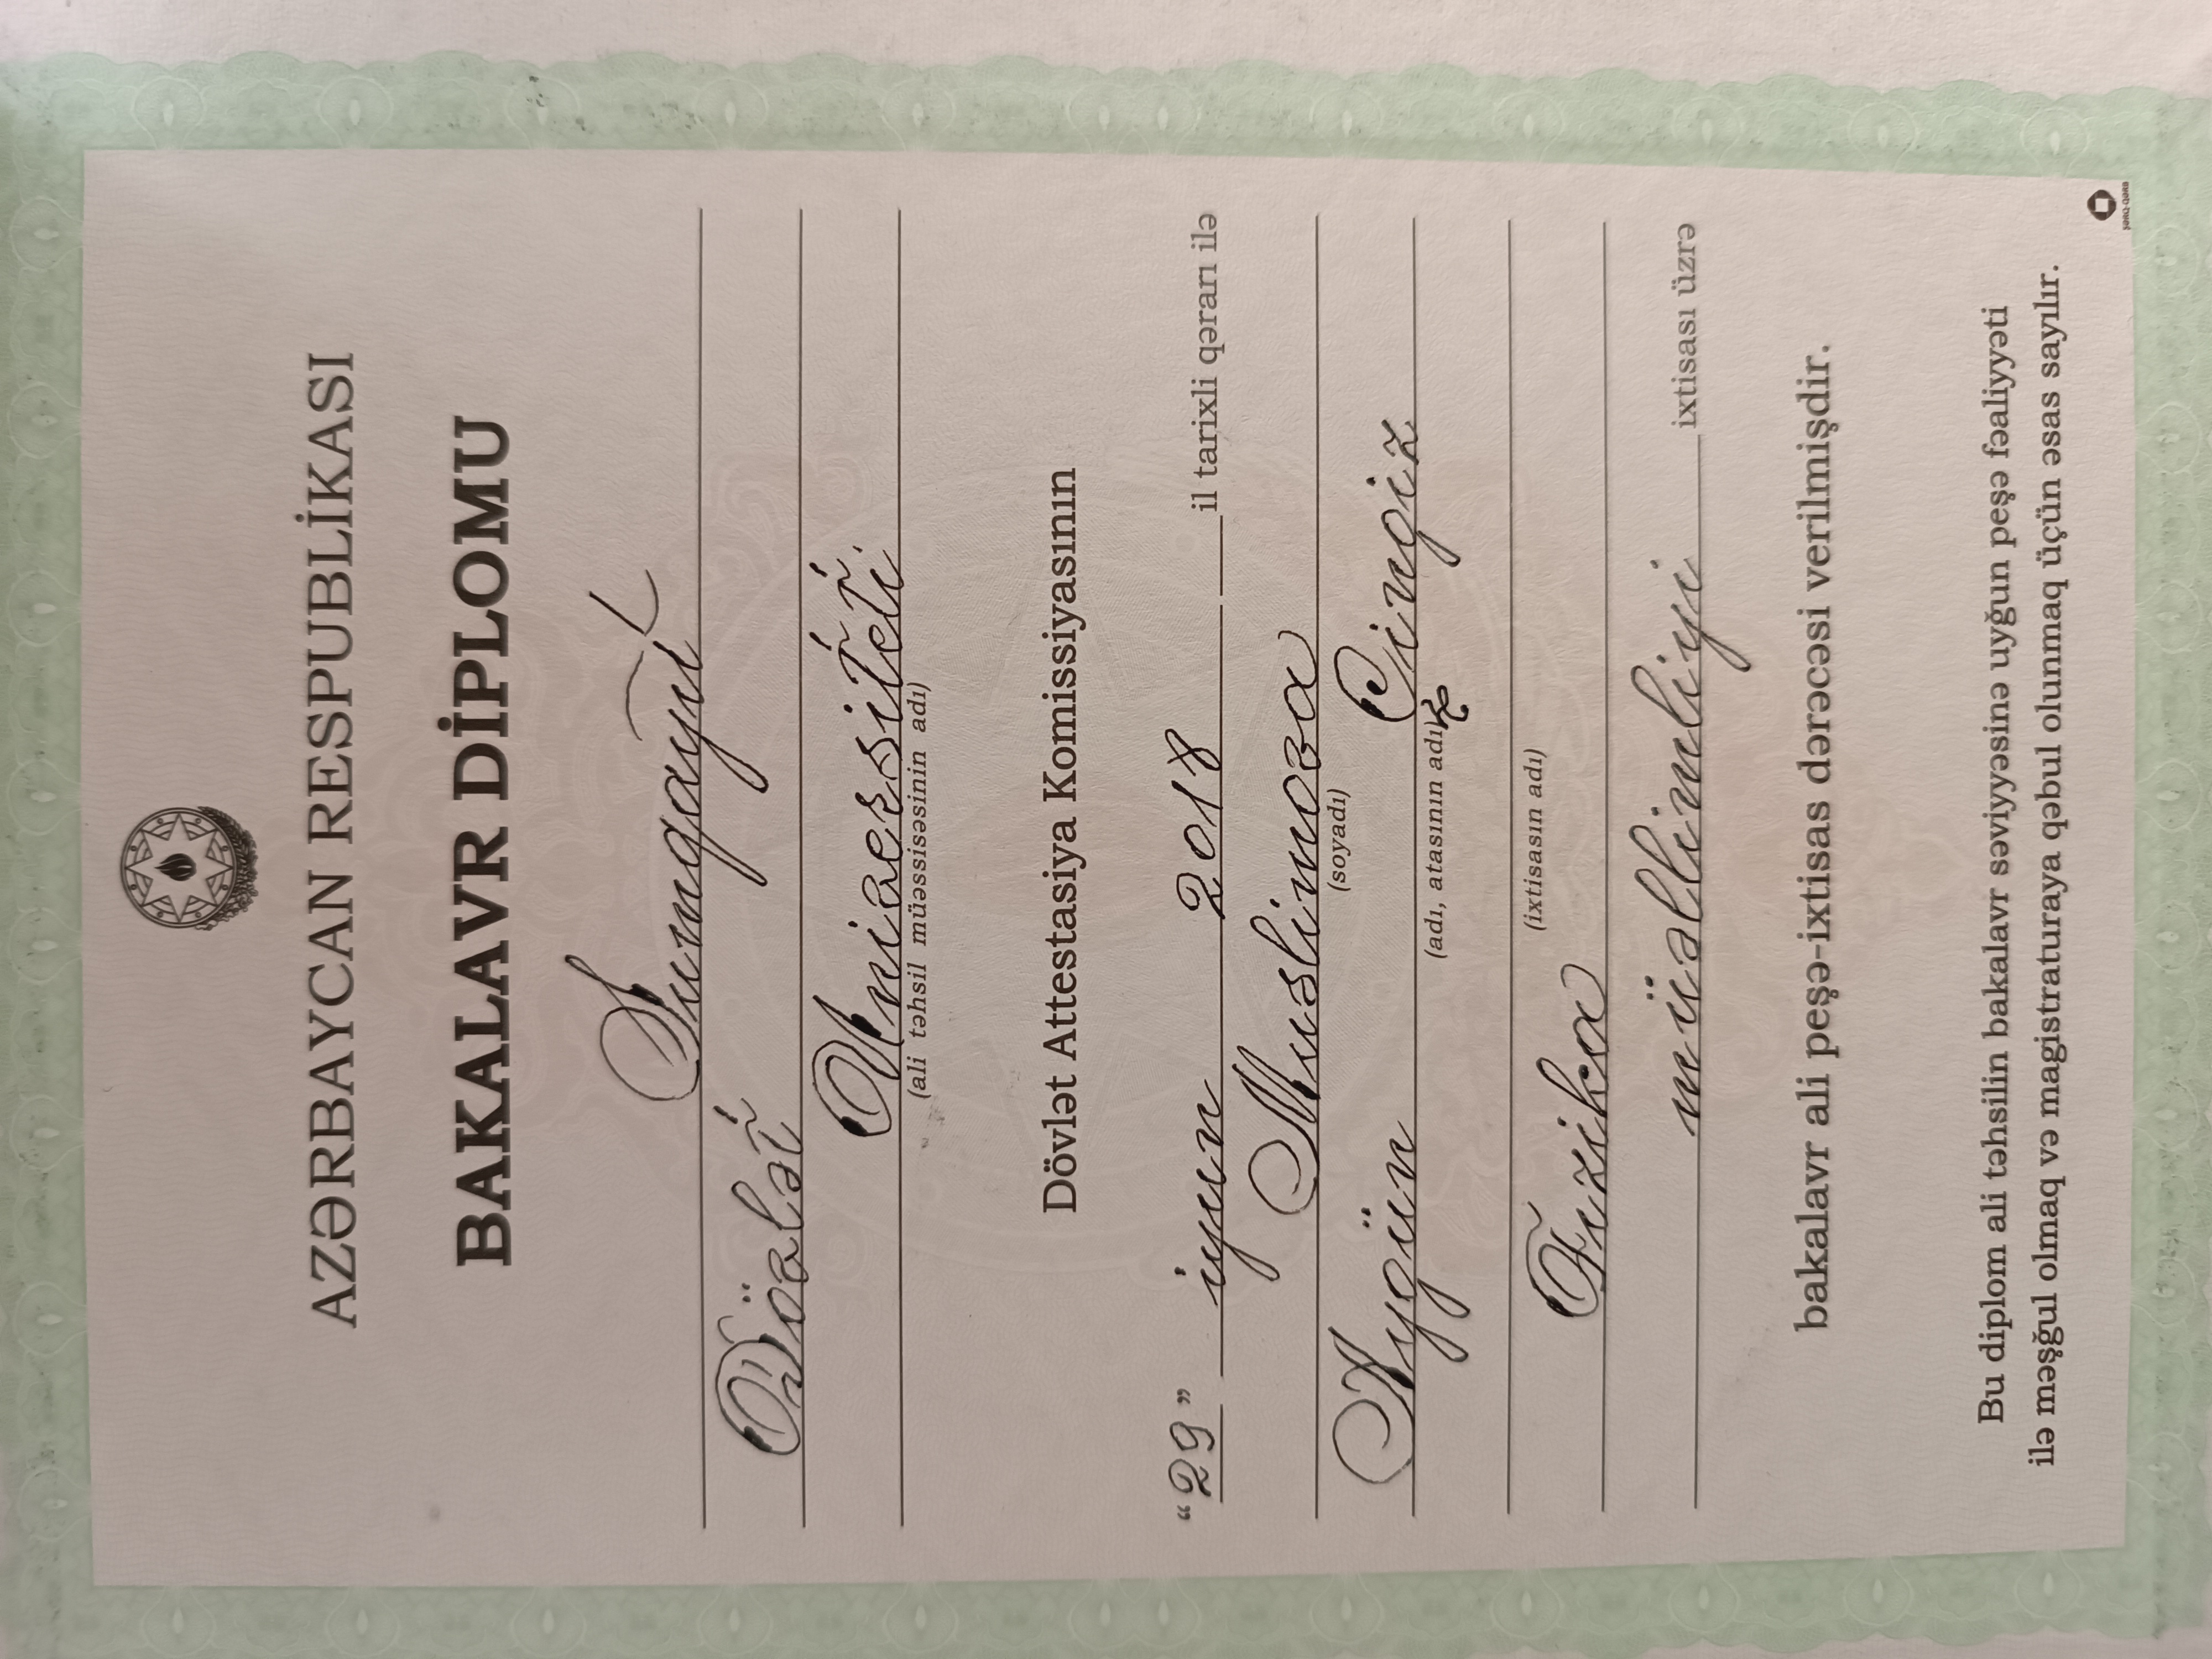 AZƏRBAYCAN RESPUBLİKASI
BAKALAVR DİPLOMU
Sumqayıt
Dövlət
Universiteti
(ali təhsil müəssisəsinin adı)
Dövlət Attestasiya Komissiyasının
“29” iyun 2018 il tarixli qərarı ilə
Muslimova
(soyadı)
Aygün Çingiz
(adı, atasının adı)
(ixtisasın adı)
Fizika
müəllimliyi ixtisası üzrə
bakalavr ali peşə-ixtisas dərəcəsi verilmişdir.
Bu diplom ali təhsilin bakalavr səviyyəsinə uyğun peşə fəaliyyəti
ilə məşğul olmaq və magistraturaya qəbul olunmaq üçün əsas sayılır.